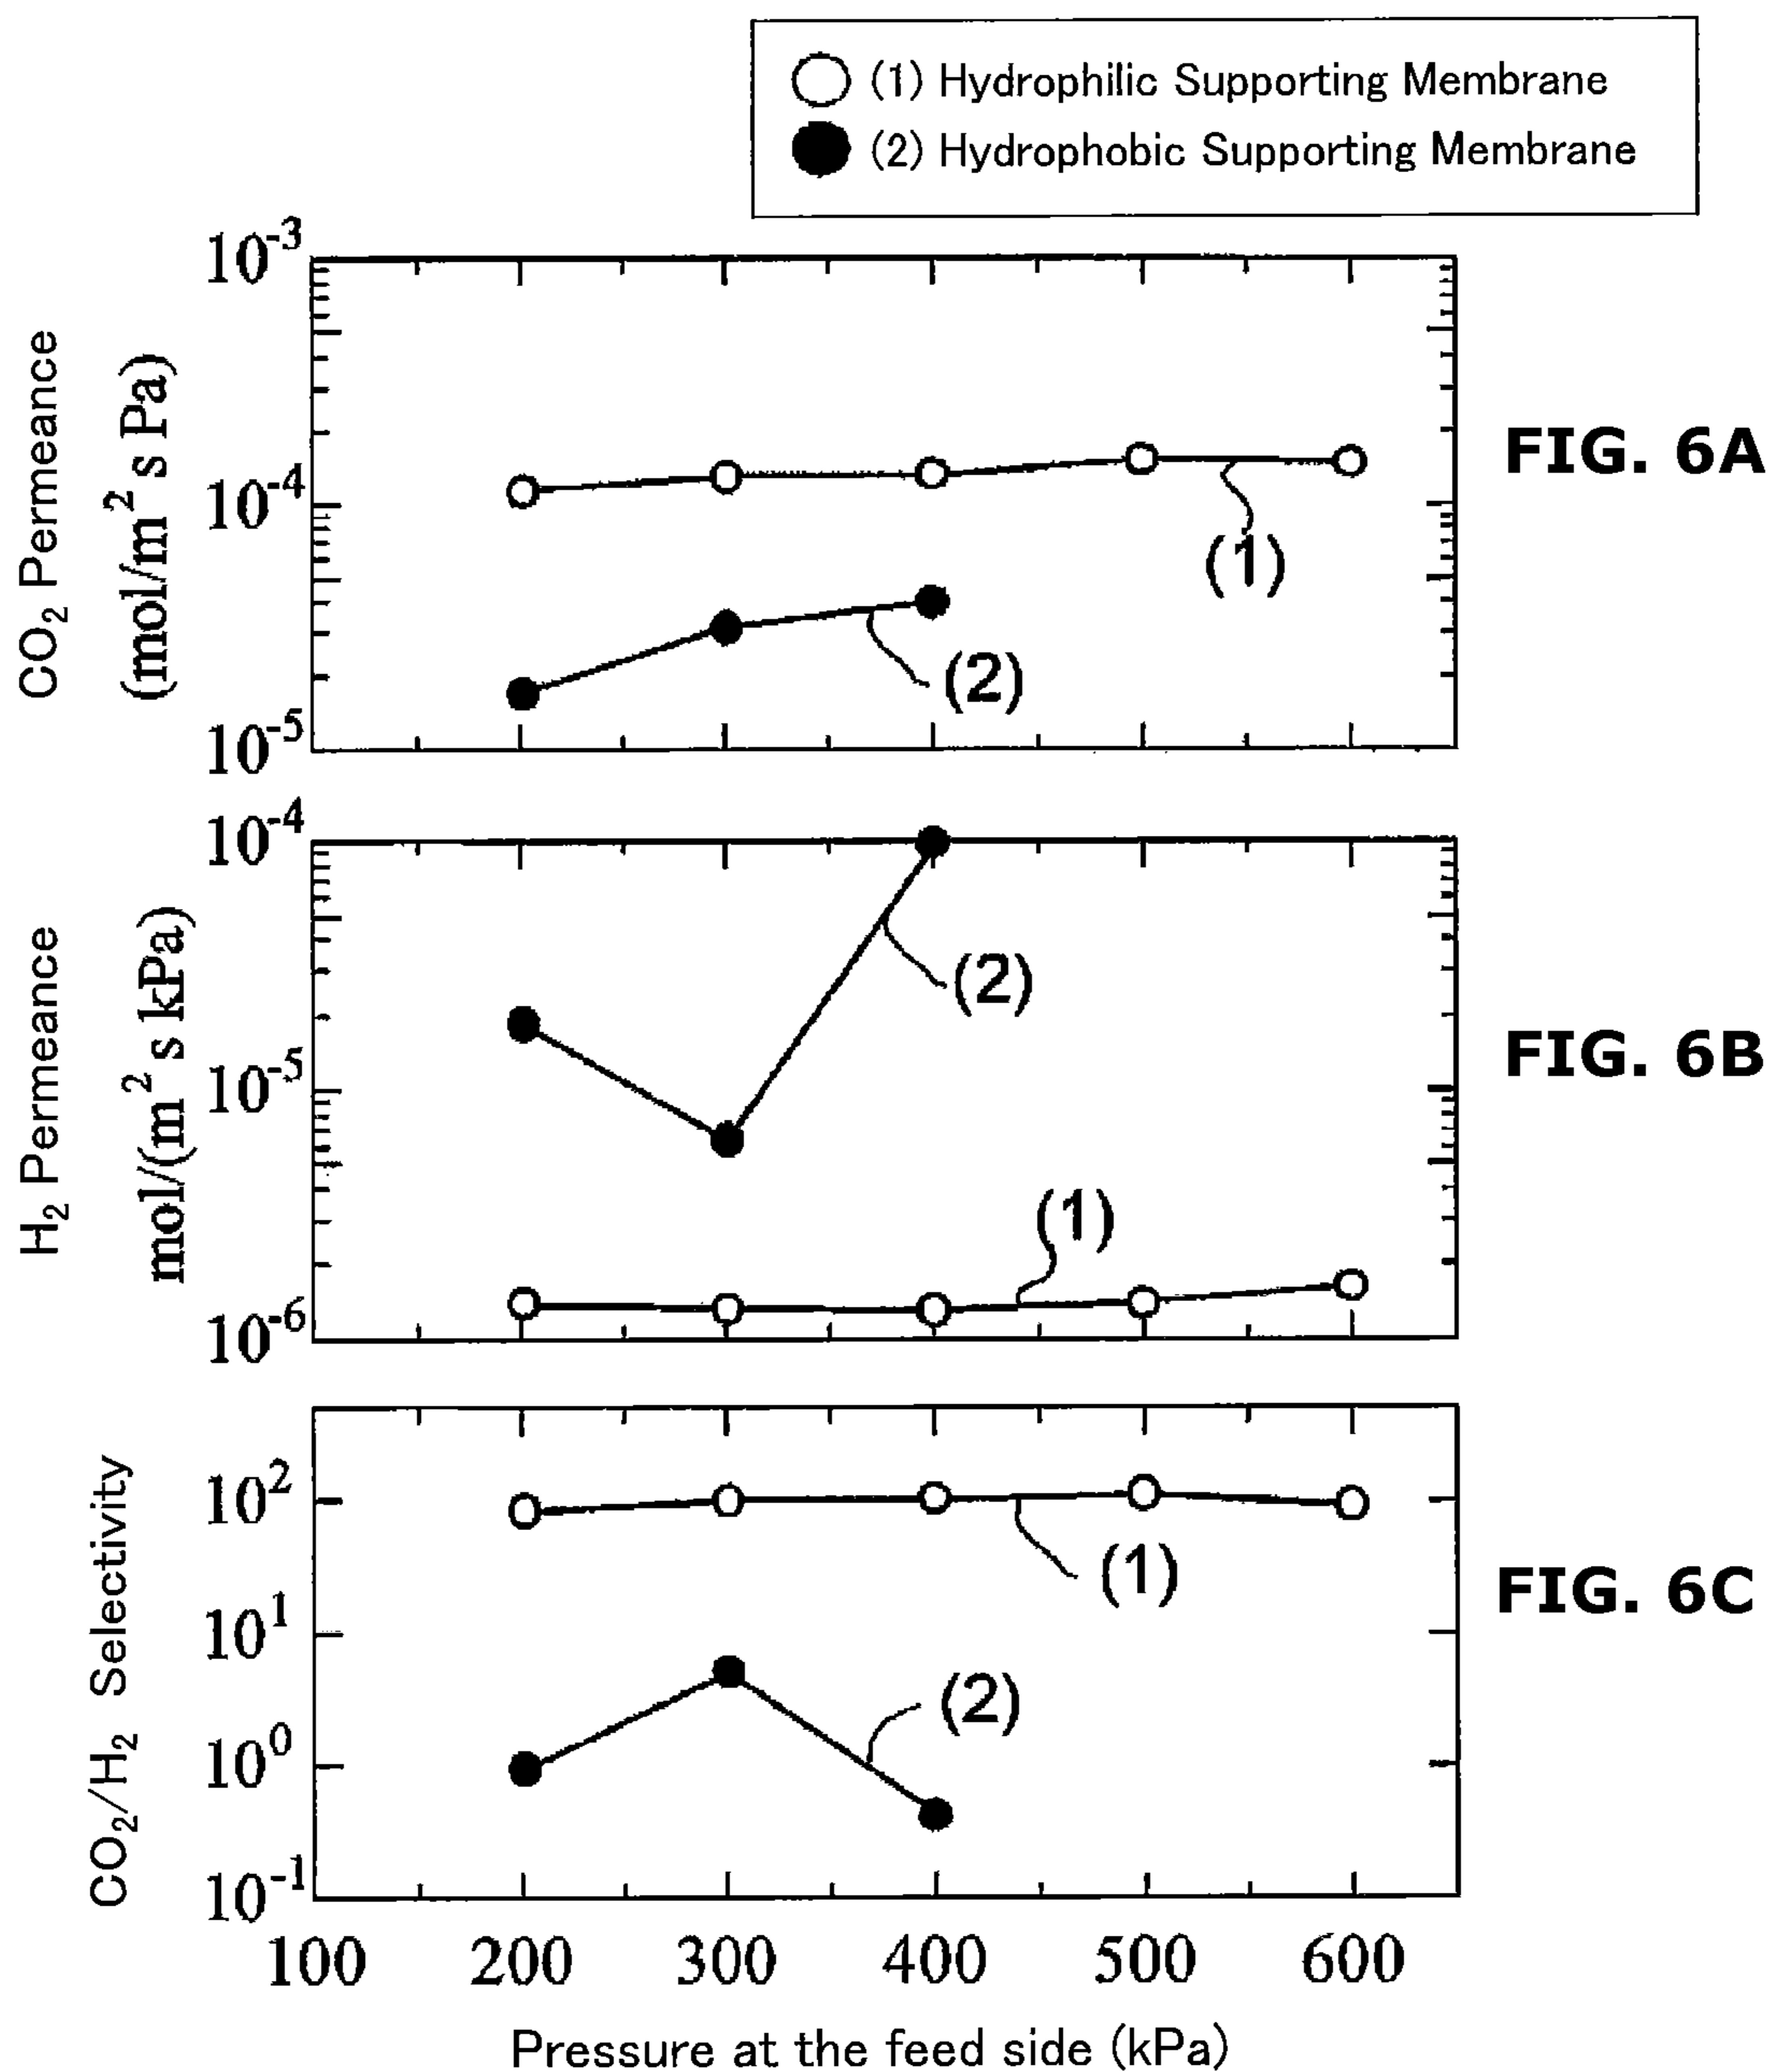 (1) Hydrophilic Supporting Membrane
(2) Hydrophobic Supporting Membrane
CO₂ Permeance
(mol/m² s Pa)
10⁻³
10⁻⁴
10⁻⁵
(1)
(2)
FIG. 6A
H₂ Permeance
mol/(m² s kPa)
10⁻⁴
10⁻⁵
10⁻⁶
(2)
(1)
FIG. 6B
CO₂/H₂ Selectivity
10²
10¹
10⁰
10⁻¹
(1)
(2)
FIG. 6C
100 200 300 400 500 600
Pressure at the feed side (kPa)